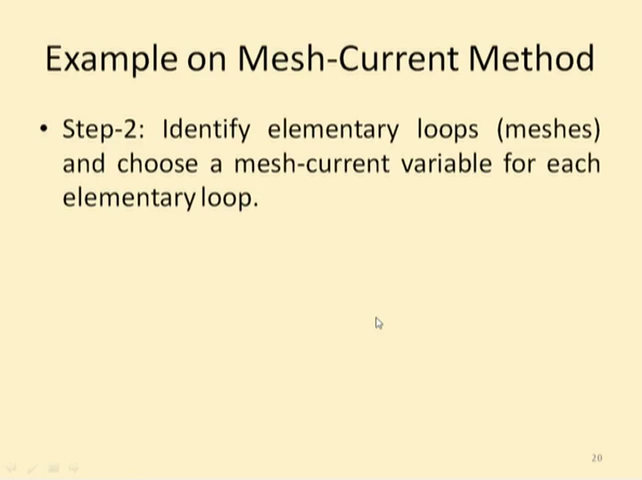 Example on Mesh-Current Method
• Step-2: Identify elementary loops (meshes)
and choose a mesh-current variable for each
elementary loop.
20